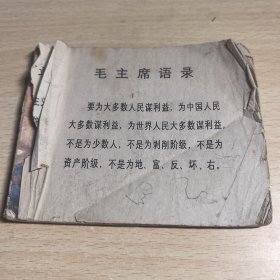 毛主席语录
要为大多数人民谋利益，为中国人民
大多数谋利益，为世界人民大多数谋利益，
不是为少数人，不是为剥削阶级，不是为
资产阶级，不是为地、富、反、坏、右。